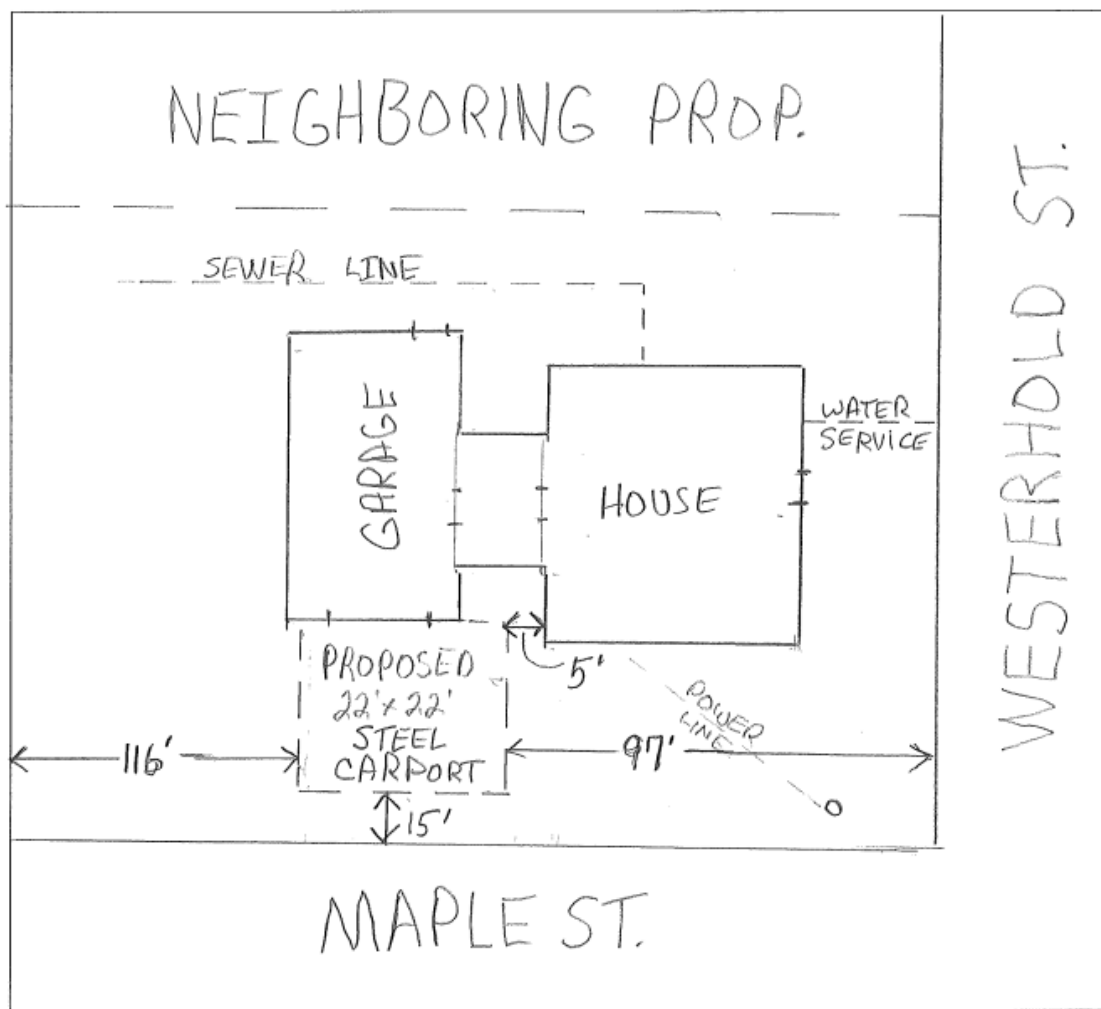 NEIGHBORING PROP.
WESTERHOLD ST.
SEWER LINE
GARAGE
WATER
SERVICE
HOUSE
5'
PROPOSED
22' x 22'
STEEL
CARPORT
POWER
LINE
116'
97'
15'
MAPLE ST.